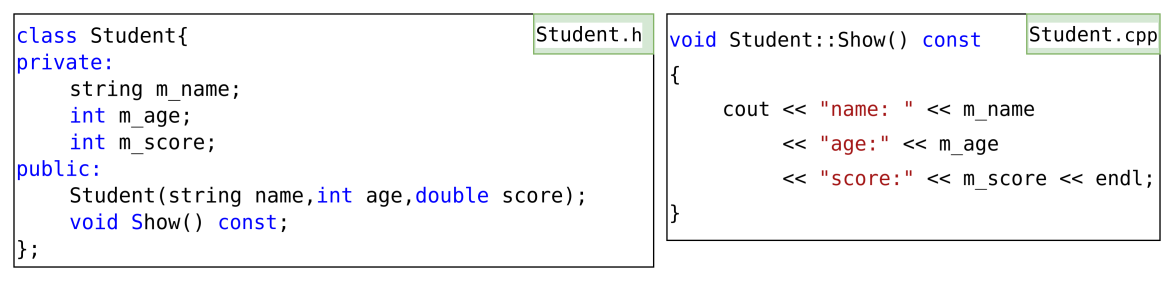 class Student{
Student.h
private:
    string m_name;
    int m_age;
    int m_score;
public:
    Student(string name,int age,double score);
    void Show() const;
};
void Student::Show() const
Student.cpp
{
    cout << "name: " << m_name
         << "age:" << m_age
         << "score:" << m_score << endl;
}